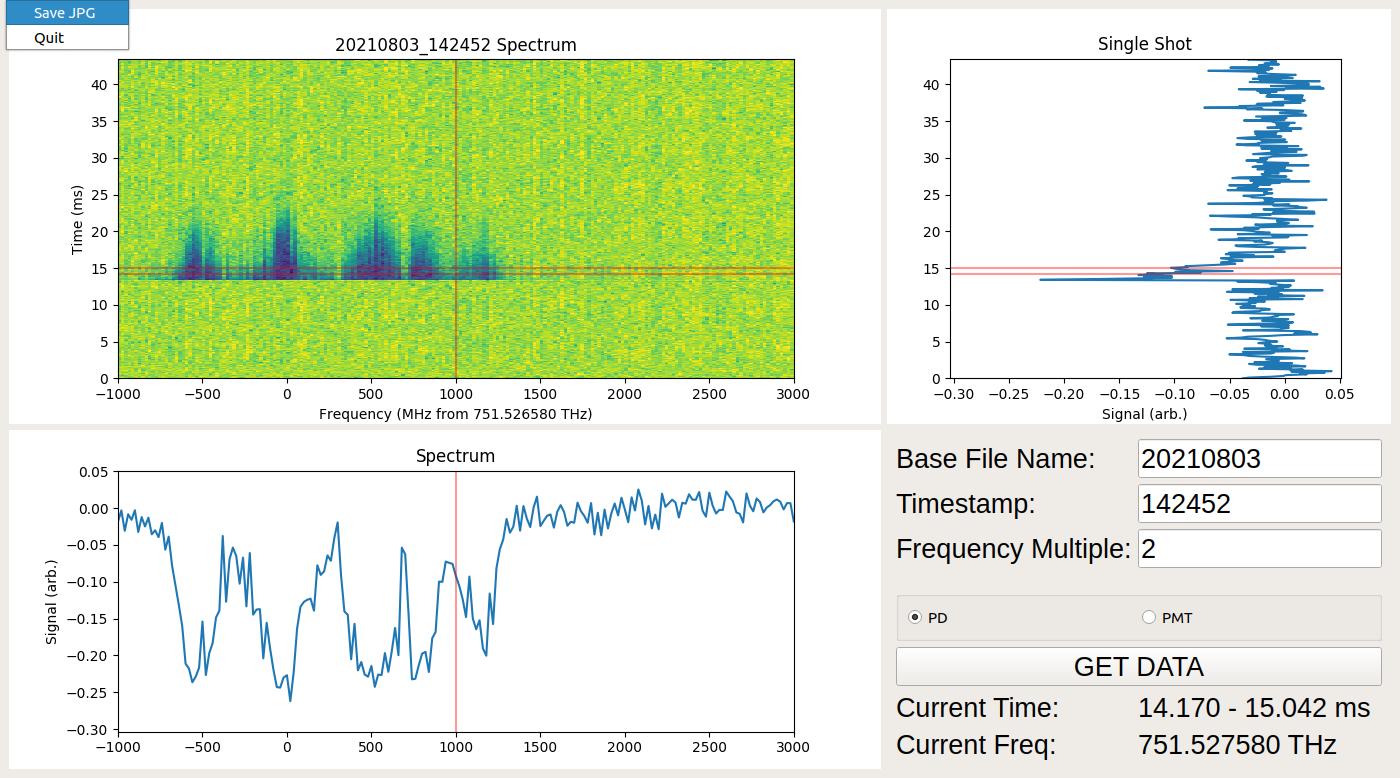 Save JPG
Quit
20210803_142452 Spectrum
Time (ms)
40
35
30
25
20
15
10
5
0
−1000 −500 0 500 1000 1500 2000 2500 3000
Frequency (MHz from 751.526580 THz)
Single Shot
40
35
30
25
20
15
10
5
0
−0.30 −0.25 −0.20 −0.15 −0.10 −0.05 0.00 0.05
Signal (arb.)
Spectrum
Signal (arb.)
0.05
0.00
−0.05
−0.10
−0.15
−0.20
−0.25
−0.30
−1000 −500 0 500 1000 1500 2000 2500 3000
Base File Name: 20210803
Timestamp: 142452
Frequency Multiple: 2
PD PMT
GET DATA
Current Time: 14.170 - 15.042 ms
Current Freq: 751.527580 THz